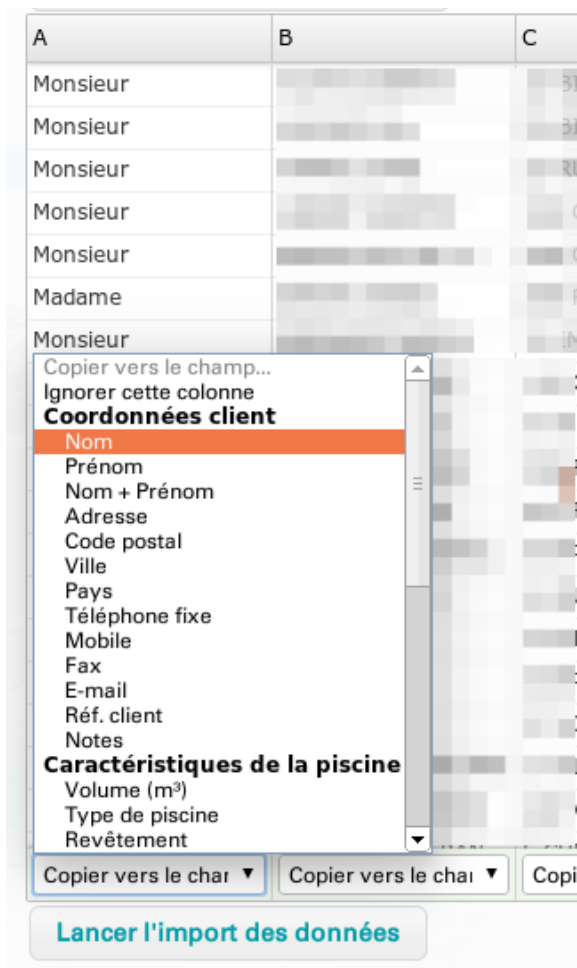 A B C
Monsieur
Monsieur
Monsieur
Monsieur
Monsieur
Madame
Monsieur
Copier vers le champ...
Ignorer cette colonne
Coordonnées client
Nom
Prénom
Nom + Prénom
Adresse
Code postal
Ville
Pays
Téléphone fixe
Mobile
Fax
E-mail
Réf. client
Notes
Caractéristiques de la piscine
Volume (m³)
Type de piscine
Revêtement
Copier vers le char Copier vers le chai Copi
Lancer l'import des données